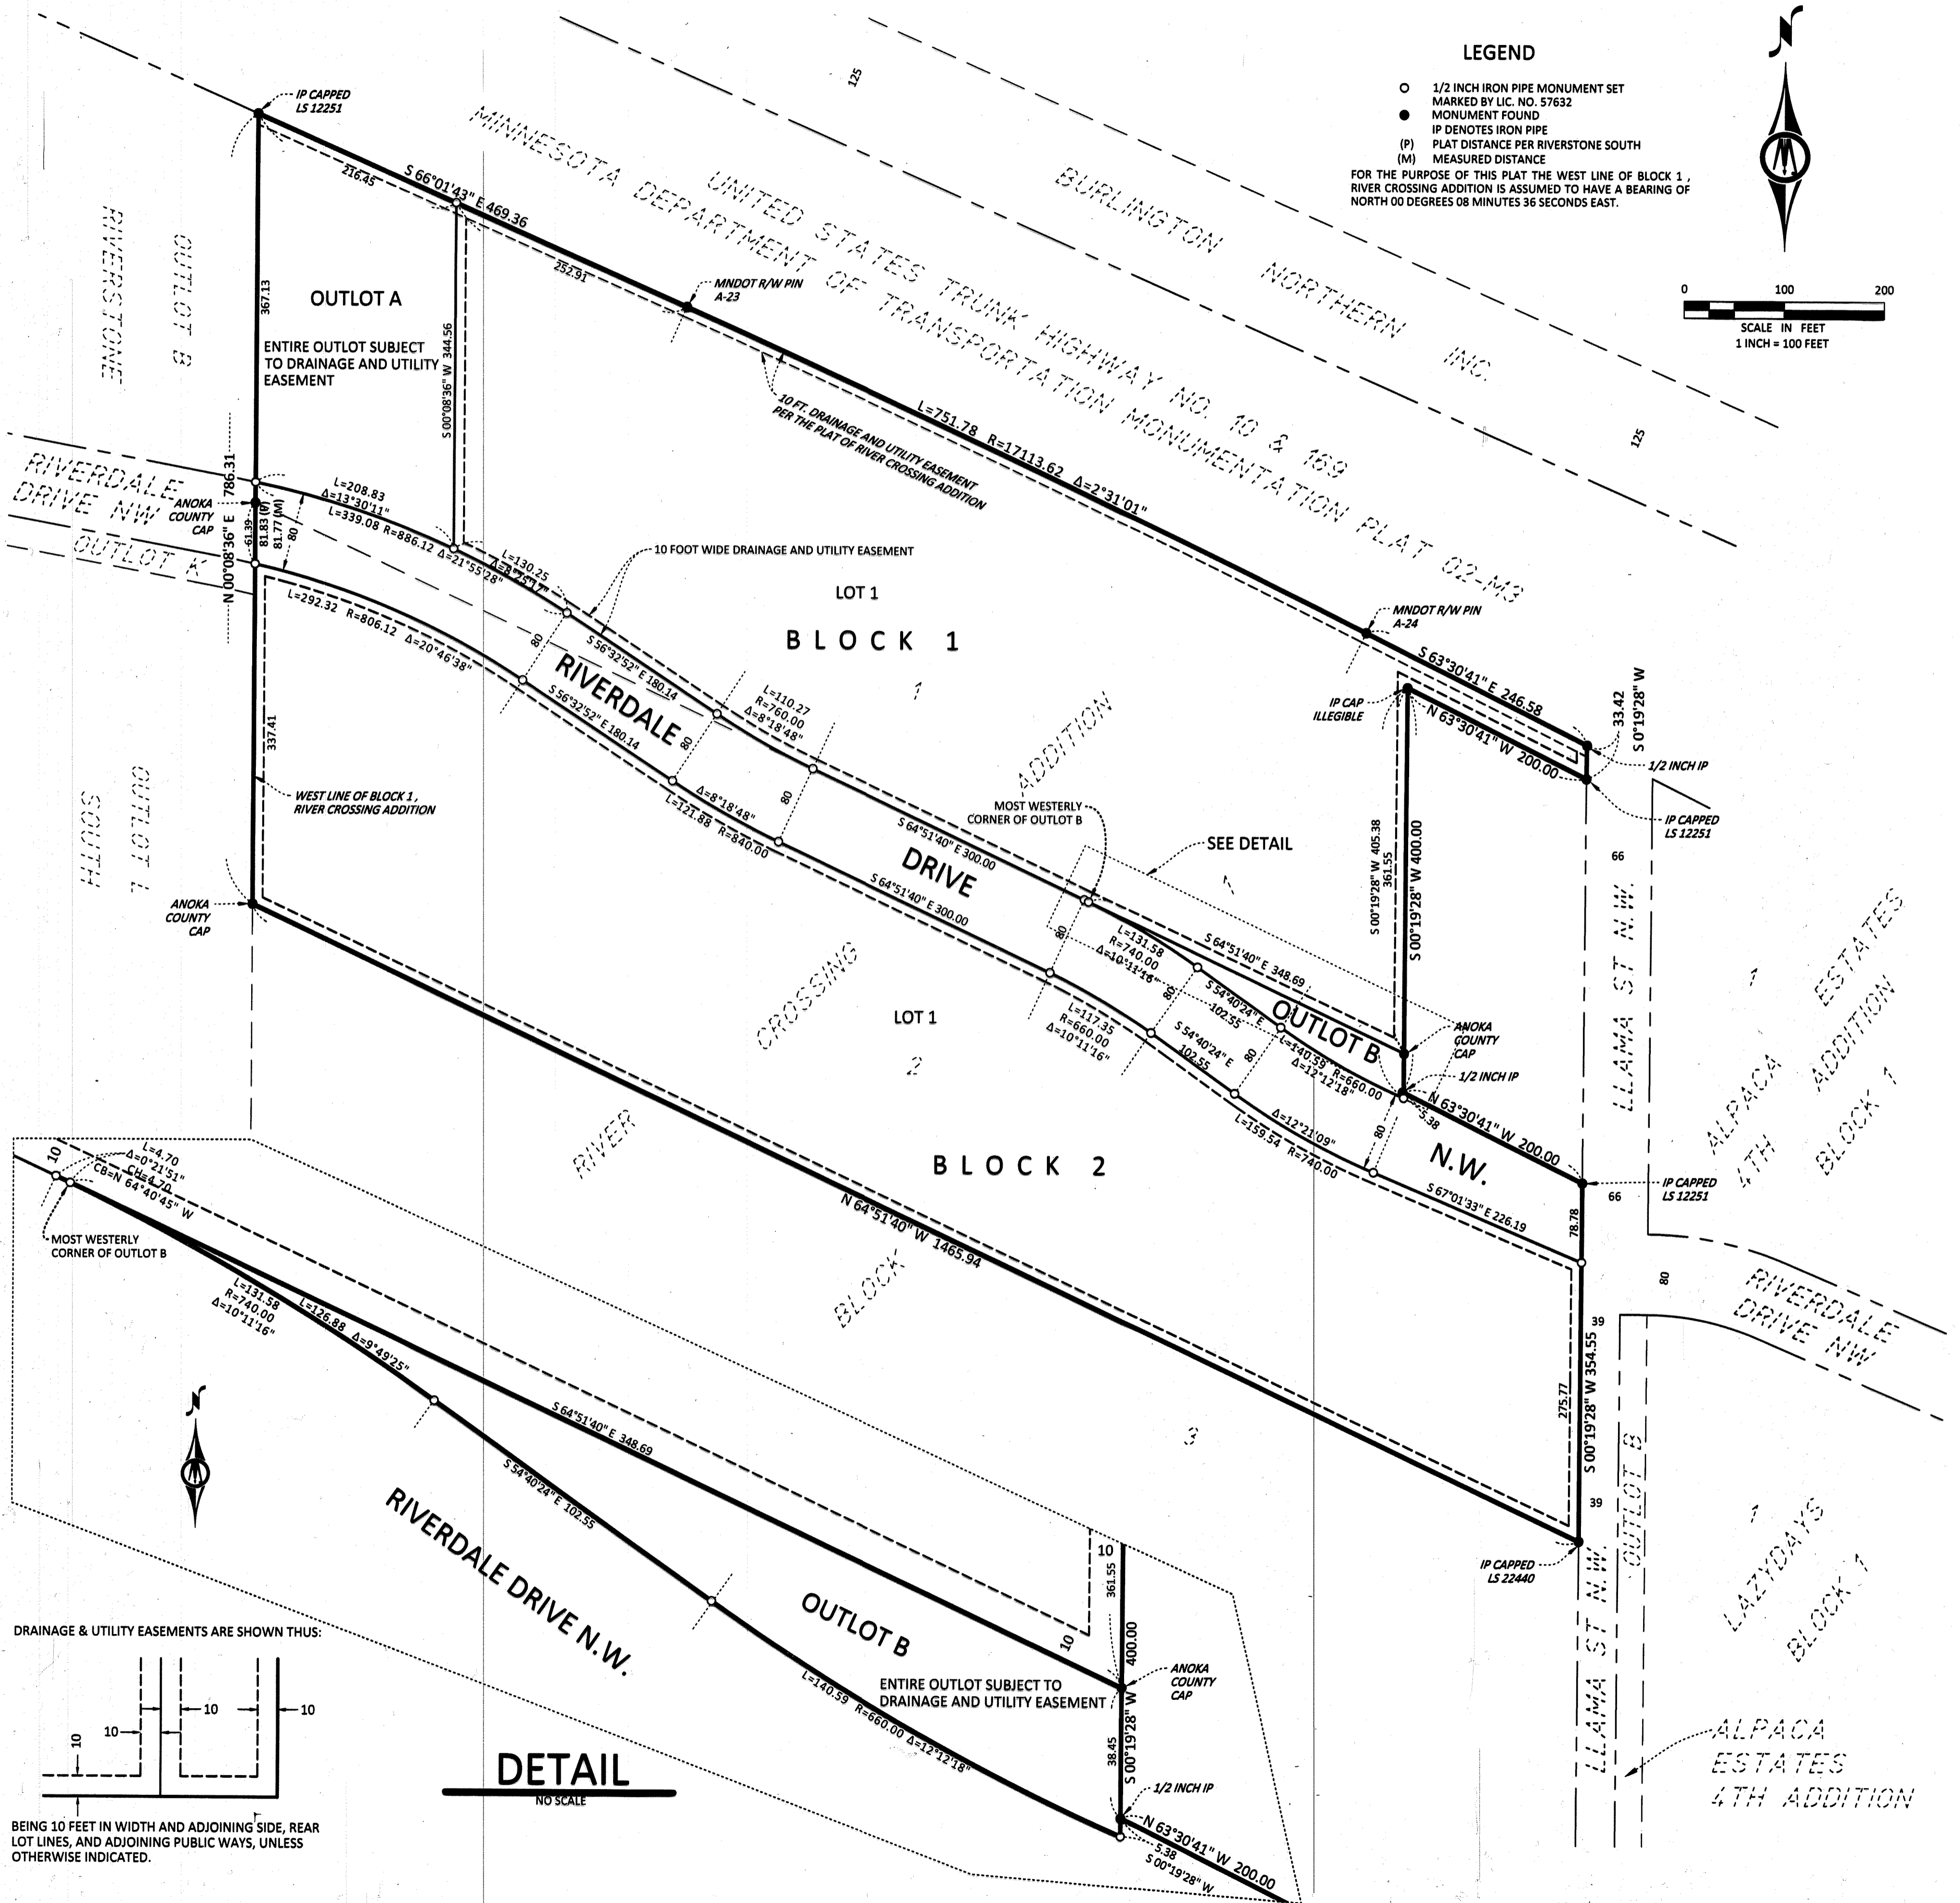 LEGEND
1/2 INCH IRON PIPE MONUMENT SET
MARKED BY LIC. NO. 57632
MONUMENT FOUND
IP DENOTES IRON PIPE
(P) PLAT DISTANCE PER RIVERSTONE SOUTH
(M) MEASURED DISTANCE
FOR THE PURPOSE OF THIS PLAT THE WEST LINE OF BLOCK 1 ,
RIVER CROSSING ADDITION IS ASSUMED TO HAVE A BEARING OF
NORTH 00 DEGREES 08 MINUTES 36 SECONDS EAST.
N
0 100 200
SCALE IN FEET
1 INCH = 100 FEET
125
125
BURLINGTON NORTHERN INC.
UNITED STATES TRUNK HIGHWAY NO. 10 & 169
MINNESOTA DEPARTMENT OF TRANSPORTATION MONUMENTATION PLAT 02-M3
IP CAPPED
LS 12251
S 66°01'43" E 469.36
216.45
252.91
MNDOT R/W PIN
A-23
L=751.78 R=17113.62 Δ=2°31'01"
10 FT. DRAINAGE AND UTILITY EASEMENT
PER THE PLAT OF RIVER CROSSING ADDITION
MNDOT R/W PIN
A-24
S 63°30'41" E 246.58
33.42
S 0°19'28" W
IP CAP
ILLEGIBLE
N 63°30'41" W 200.00
1/2 INCH IP
IP CAPPED
LS 12251
RIVERSTONE
OUTLOT B
367.13
OUTLOT A
ENTIRE OUTLOT SUBJECT
TO DRAINAGE AND UTILITY
EASEMENT
S 00°08'36" W 344.56
RIVERDALE
DRIVE NW
OUTLOT K
ANOKA
COUNTY
CAP
N 00°08'36" E 786.31
61.39
81.83 (P)
81.77 (M)
80
L=208.83
Δ=13°30'11"
L=339.08 R=886.12 Δ=21°55'28"
L=130.25
Δ=8°25'17"
10 FOOT WIDE DRAINAGE AND UTILITY EASEMENT
LOT 1
BLOCK 1
1
ADDITION
L=292.32 R=806.12 Δ=20°46'38"
80
S 56°32'52" E 180.14
RIVERDALE
S 56°32'52" E 180.14
80
L=110.27
R=760.00
Δ=8°18'48"
80
Δ=8°18'48"
L=121.88 R=840.00
337.41
WEST LINE OF BLOCK 1 ,
RIVER CROSSING ADDITION
OUTLOT L
SOUTH
ANOKA
COUNTY
CAP
MOST WESTERLY
CORNER OF OUTLOT B
S 64°51'40" E 300.00
DRIVE
S 64°51'40" E 300.00
SEE DETAIL
1
S 00°19'28" W 405.38
361.55
S 00°19'28" W 400.00
80
L=131.58
R=740.00
Δ=10°11'16"
S 64°51'40" E 348.69
80
S 54°40'24" E
102.55
OUTLOT B
L=117.35
R=660.00
Δ=10°11'16"
S 54°40'24" E
102.55
80
L=140.59 R=660.00
Δ=12°12'18"
ANOKA
COUNTY
CAP
1/2 INCH IP
5.38
N 63°30'41" W 200.00
Δ=12°21'09"
L=159.54 R=740.00
80
N.W.
S 67°01'33" E 226.19
IP CAPPED
LS 12251
66
66
78.78
LLAMA ST N.W.
1
ALPACA ESTATES
4TH ADDITION
BLOCK 1
80
RIVERDALE
DRIVE NW
CROSSING
LOT 1
2
RIVER
BLOCK 2
N 64°51'40" W 1465.94
BLOCK
3
39
275.77
S 00°19'28" W 354.55
39
OUTLOT B
LLAMA ST N.W.
IP CAPPED
LS 22440
1
LAZYDAYS
BLOCK 1
ALPACA
ESTATES
4TH ADDITION
10
L=4.70
Δ=0°21'51"
CH=4.70
CB=N 64°40'45" W
MOST WESTERLY
CORNER OF OUTLOT B
L=131.58
R=740.00
Δ=10°11'16"
L=126.88 Δ=9°49'25"
S 64°51'40" E 348.69
S 54°40'24" E 102.55
N
RIVERDALE DRIVE N.W.
OUTLOT B
10
361.55
10
400.00
ENTIRE OUTLOT SUBJECT TO
DRAINAGE AND UTILITY EASEMENT
ANOKA
COUNTY
CAP
L=140.59 R=660.00 Δ=12°12'18"
38.45
S 00°19'28" W
1/2 INCH IP
N 63°30'41" W 200.00
5.38
S 00°19'28" W
DETAIL
NO SCALE
DRAINAGE & UTILITY EASEMENTS ARE SHOWN THUS:
10
10
10
10
BEING 10 FEET IN WIDTH AND ADJOINING SIDE, REAR
LOT LINES, AND ADJOINING PUBLIC WAYS, UNLESS
OTHERWISE INDICATED.